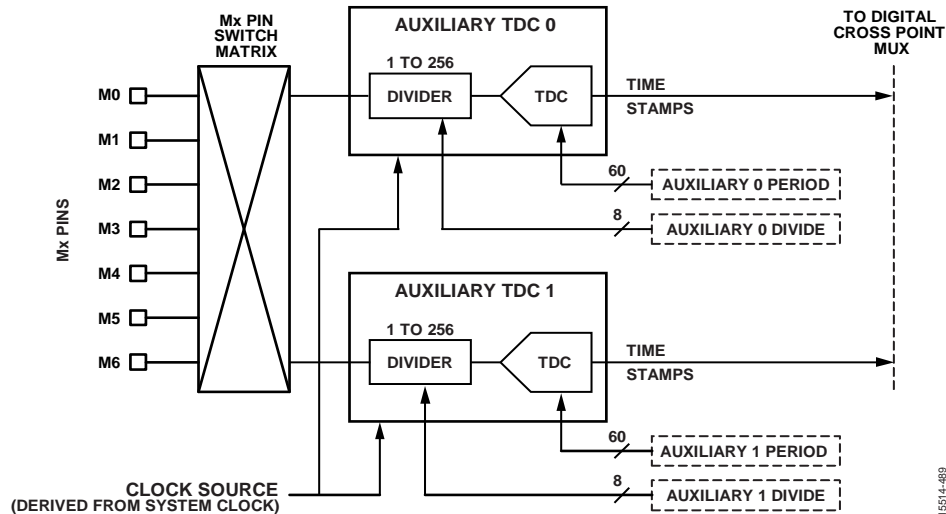 Mx PIN
SWITCH
MATRIX
AUXILIARY TDC 0
TO DIGITAL
CROSS POINT
MUX
1 TO 256
DIVIDER
TDC
TIME
STAMPS
M0
M1
M2
M3
M4
M5
M6
Mx PINS
60
AUXILIARY 0 PERIOD
8
AUXILIARY 0 DIVIDE
AUXILIARY TDC 1
1 TO 256
DIVIDER
TDC
TIME
STAMPS
60
AUXILIARY 1 PERIOD
8
AUXILIARY 1 DIVIDE
CLOCK SOURCE
(DERIVED FROM SYSTEM CLOCK)
15514-489